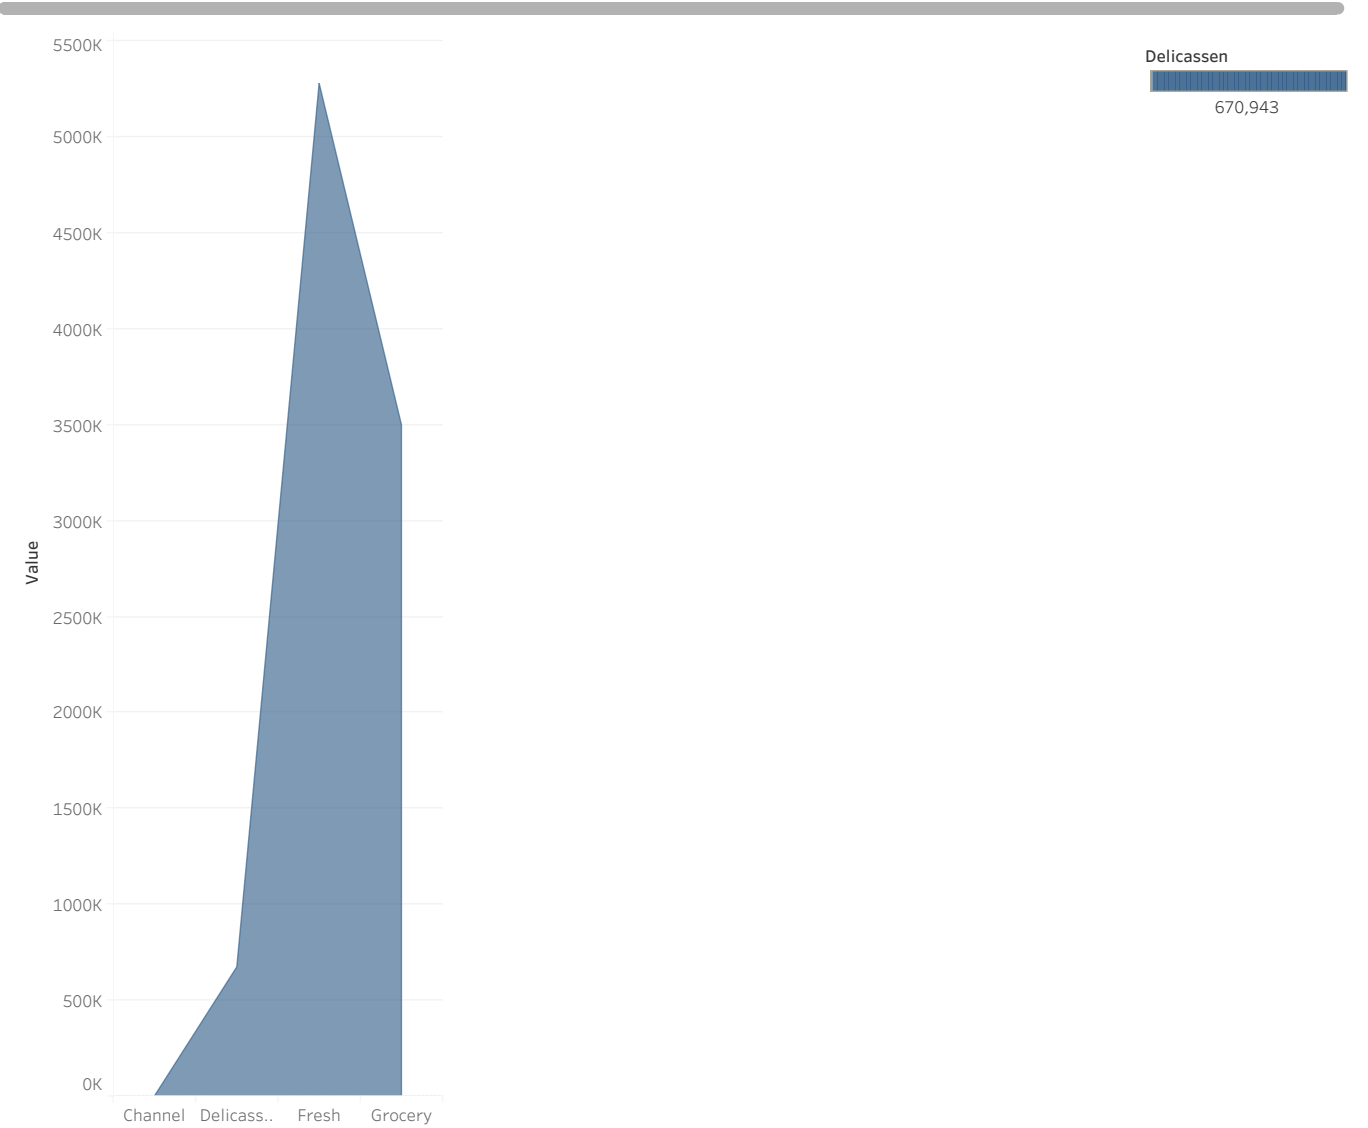 Delicassen
670,943
5500K
5000K
4500K
4000K
3500K
3000K
2500K
2000K
1500K
1000K
500K
0K
Value
Channel Delicass.. Fresh Grocery